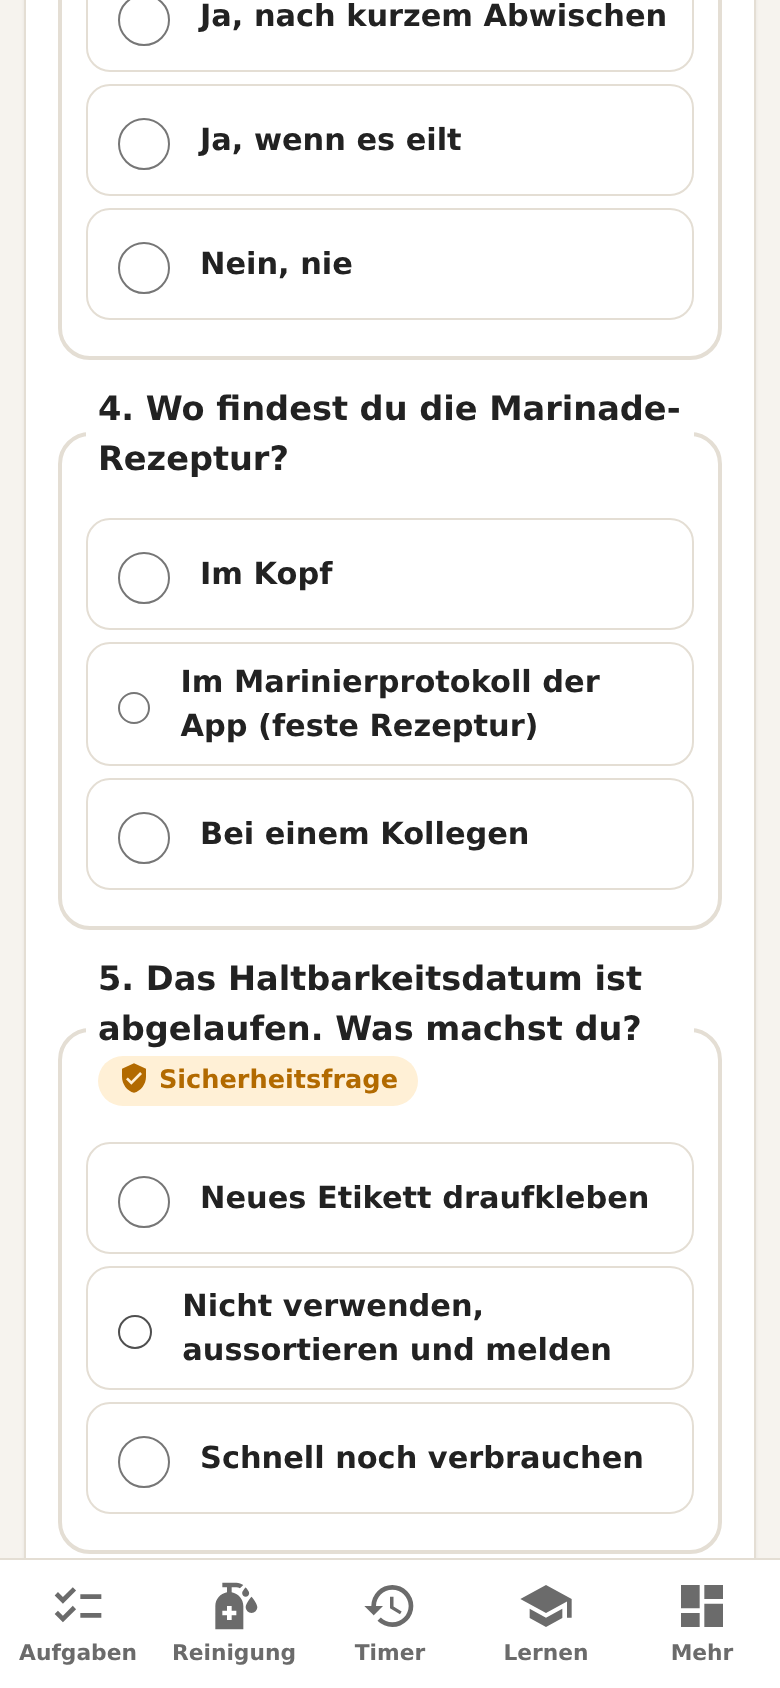 Ja, nach kurzem Abwischen
Ja, wenn es eilt
Nein, nie
4. Wo findest du die Marinade-
Rezeptur?
Im Kopf
Im Marinierprotokoll der
App (feste Rezeptur)
Bei einem Kollegen
5. Das Haltbarkeitsdatum ist
abgelaufen. Was machst du?
Sicherheitsfrage
Neues Etikett draufkleben
Nicht verwenden,
aussortieren und melden
Schnell noch verbrauchen
Aufgaben Reinigung Timer Lernen Mehr